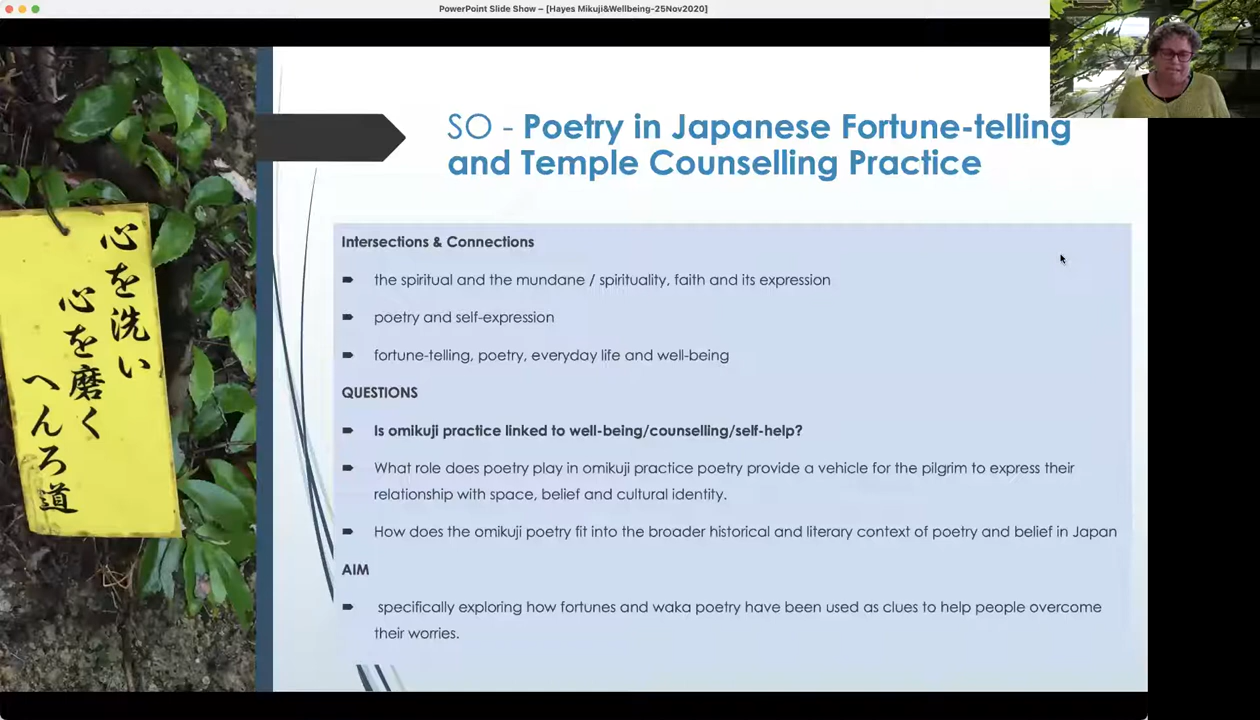 PowerPoint Slide Show – [Hayes Mikuji&Wellbeing-25Nov2020]
SO - Poetry in Japanese Fortune-telling
and Temple Counselling Practice
Intersections & Connections
the spiritual and the mundane / spirituality, faith and its expression
poetry and self-expression
fortune-telling, poetry, everyday life and well-being
QUESTIONS
Is omikuji practice linked to well-being/counselling/self-help?
What role does poetry play in omikuji practice poetry provide a vehicle for the pilgrim to express their
relationship with space, belief and cultural identity.
How does the omikuji poetry fit into the broader historical and literary context of poetry and belief in Japan
AIM
specifically exploring how fortunes and waka poetry have been used as clues to help people overcome
their worries.
心を洗い
心を磨く
へんろ道